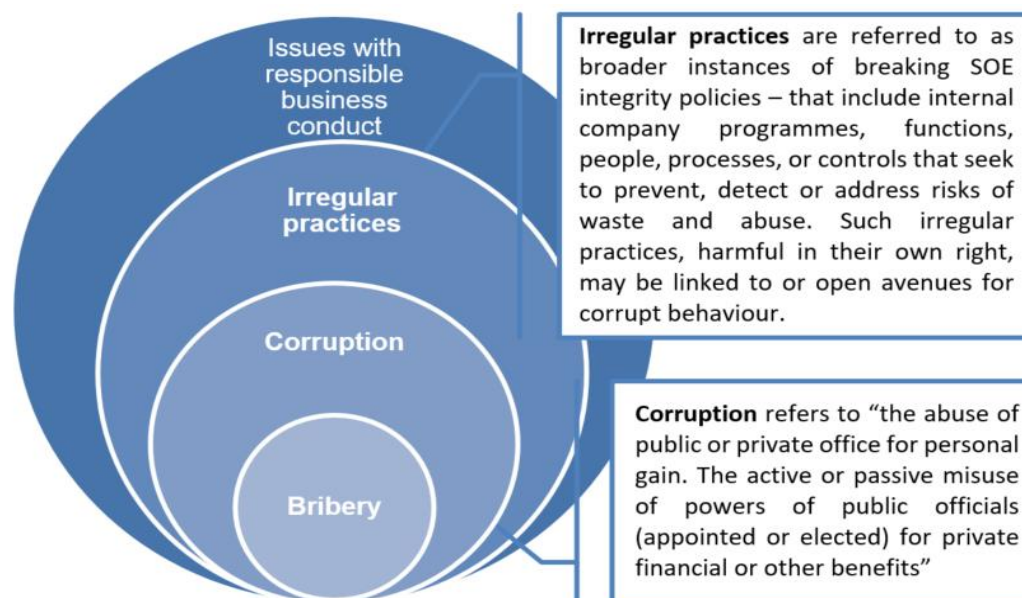 Issues with
responsible
business
conduct
Irregular
practices
Corruption
Bribery
Irregular practices are referred to as
broader instances of breaking SOE
integrity policies – that include internal
company programmes, functions,
people, processes, or controls that seek
to prevent, detect or address risks of
waste and abuse. Such irregular
practices, harmful in their own right,
may be linked to or open avenues for
corrupt behaviour.
Corruption refers to “the abuse of
public or private office for personal
gain. The active or passive misuse
of powers of public officials
(appointed or elected) for private
financial or other benefits”